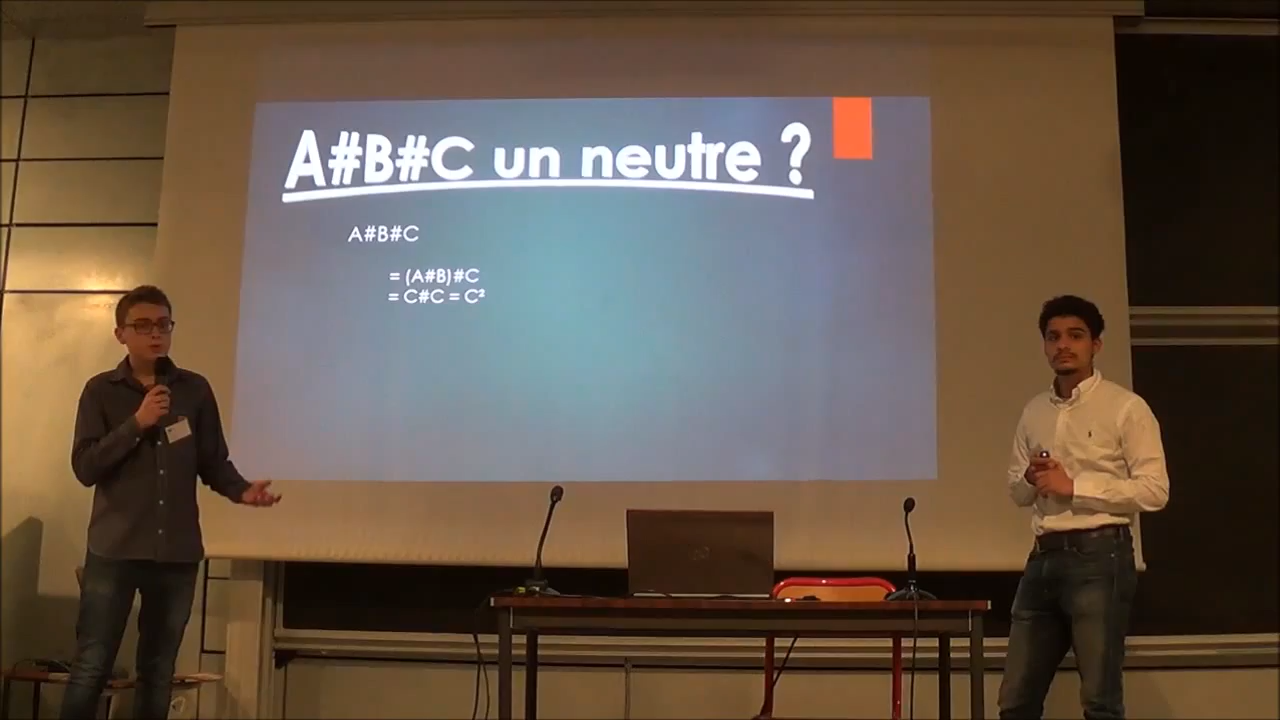 A#B#C un neutre ?
A#B#C
= (A#B)#C
= C#C = C²